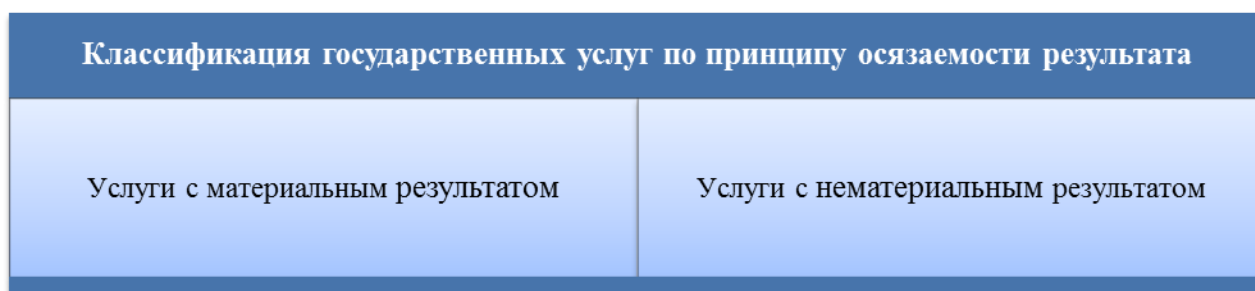 Классификация государственных услуг по принципу осязаемости результата
Услуги с материальным результатом
Услуги с нематериальным результатом